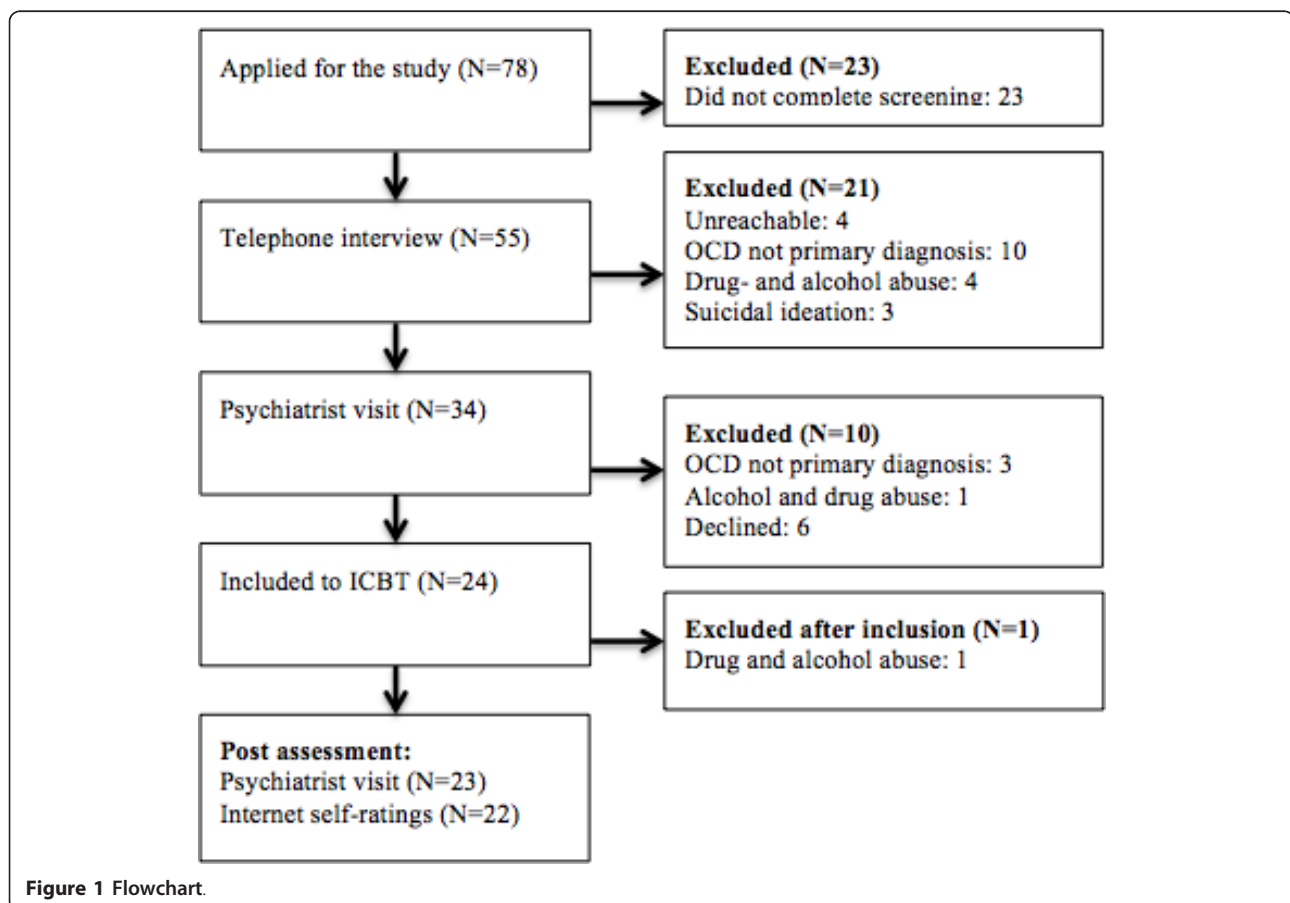 Applied for the study (N=78)
Excluded (N=23)
Did not complete screening: 23
Telephone interview (N=55)
Excluded (N=21)
Unreachable: 4
OCD not primary diagnosis: 10
Drug- and alcohol abuse: 4
Suicidal ideation: 3
Psychiatrist visit (N=34)
Excluded (N=10)
OCD not primary diagnosis: 3
Alcohol and drug abuse: 1
Declined: 6
Included to ICBT (N=24)
Excluded after inclusion (N=1)
Drug and alcohol abuse: 1
Post assessment:
Psychiatrist visit (N=23)
Internet self-ratings (N=22)
Figure 1 Flowchart.